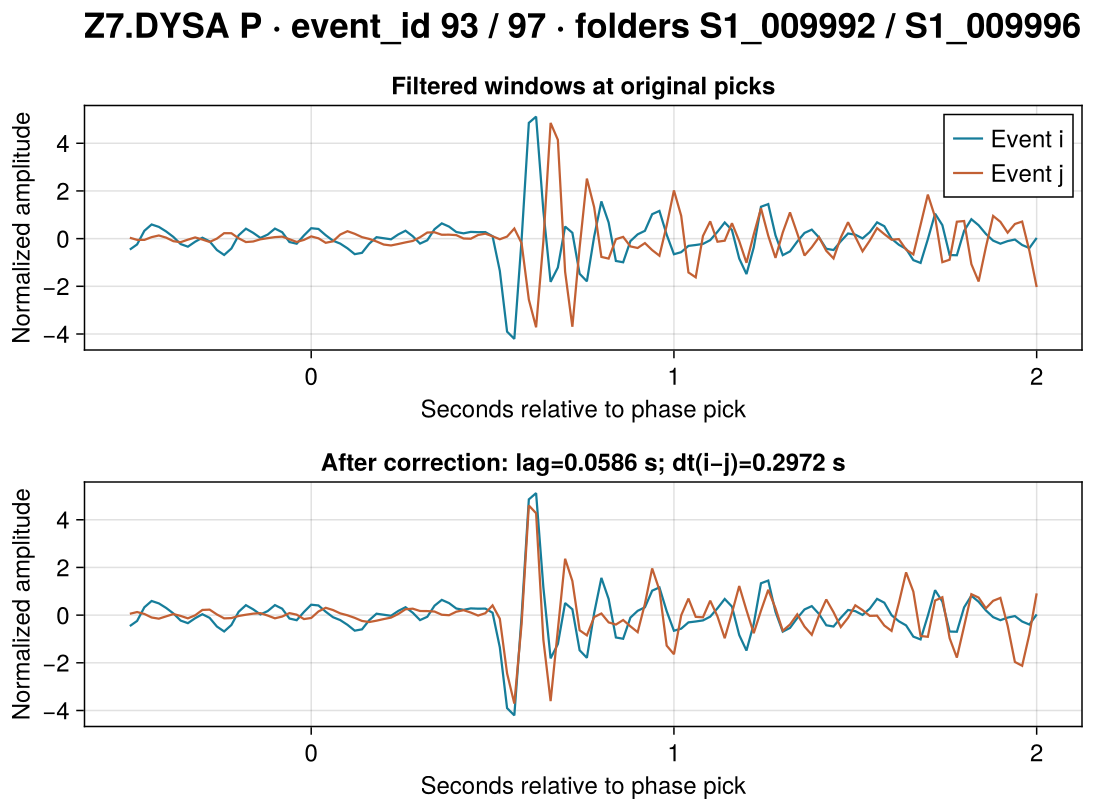 Z7.DYSA P · event_id 93 / 97 · folders S1_009992 / S1_009996
Filtered windows at original picks
Normalized amplitude
4
2
0
−2
−4
Event i
Event j
0
1
2
Seconds relative to phase pick
After correction: lag=0.0586 s; dt(i−j)=0.2972 s
Normalized amplitude
4
2
0
−2
−4
0
1
2
Seconds relative to phase pick